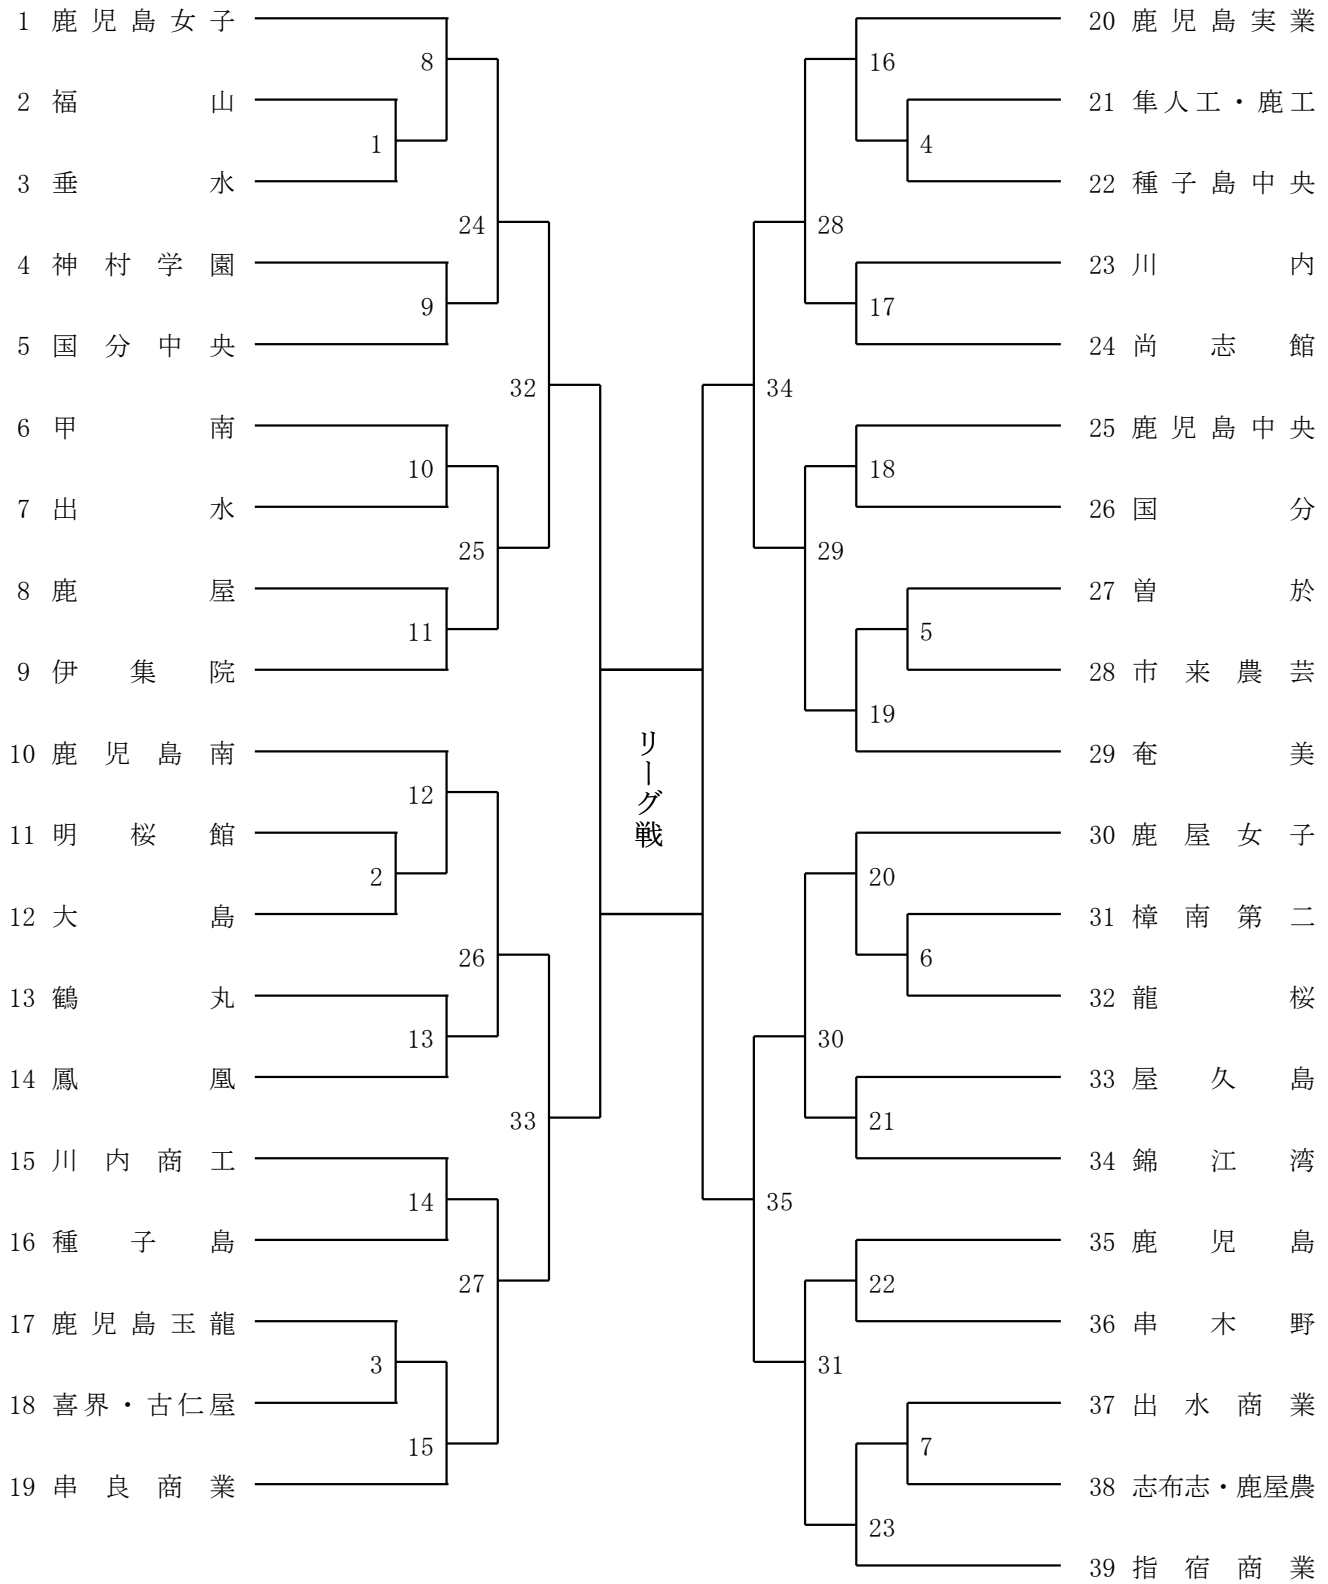 1 鹿児島女子
8
2 福山
1
3 垂水
24
4 神村学園
9
5 国分中央
32
6 甲南
10
7 出水
25
8 鹿屋
11
9 伊集院
10 鹿児島南
12
11 明桜館
2
12 大島
26
13 鶴丸
13
14 鳳凰
33
15 川内商工
14
16 種子島
27
17 鹿児島玉龍
3
18 喜界・古仁屋
15
19 串良商業
リーグ戦
20 鹿児島実業
16
21 隼人工・鹿工
4
22 種子島中央
28
23 川内
17
24 尚志館
34
25 鹿児島中央
18
26 国分
29
27 曽於
5
28 市来農芸
19
29 奄美
30 鹿屋女子
20
31 樟南第二
6
32 龍桜
30
33 屋久島
21
34 錦江湾
35
35 鹿児島
22
36 串木野
31
37 出水商業
7
38 志布志・鹿屋農
23
39 指宿商業